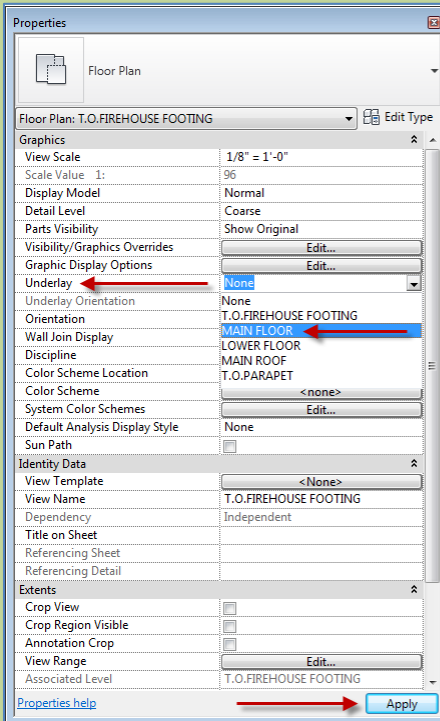 Properties
Floor Plan
Floor Plan: T.O.FIREHOUSE FOOTING Edit Type
Graphics
View Scale 1/8" = 1'-0"
Scale Value 1: 96
Display Model Normal
Detail Level Coarse
Parts Visibility Show Original
Visibility/Graphics Overrides Edit...
Graphic Display Options Edit...
Underlay None
Underlay Orientation None
Orientation T.O.FIREHOUSE FOOTING
Wall Join Display MAIN FLOOR
Discipline LOWER FLOOR
Color Scheme Location MAIN ROOF
T.O.PARAPET
Color Scheme <none>
System Color Schemes Edit...
Default Analysis Display Style None
Sun Path
Identity Data
View Template <None>
View Name T.O.FIREHOUSE FOOTING
Dependency Independent
Title on Sheet
Referencing Sheet
Referencing Detail
Extents
Crop View
Crop Region Visible
Annotation Crop
View Range Edit...
Associated Level T.O.FIREHOUSE FOOTING
Properties help Apply